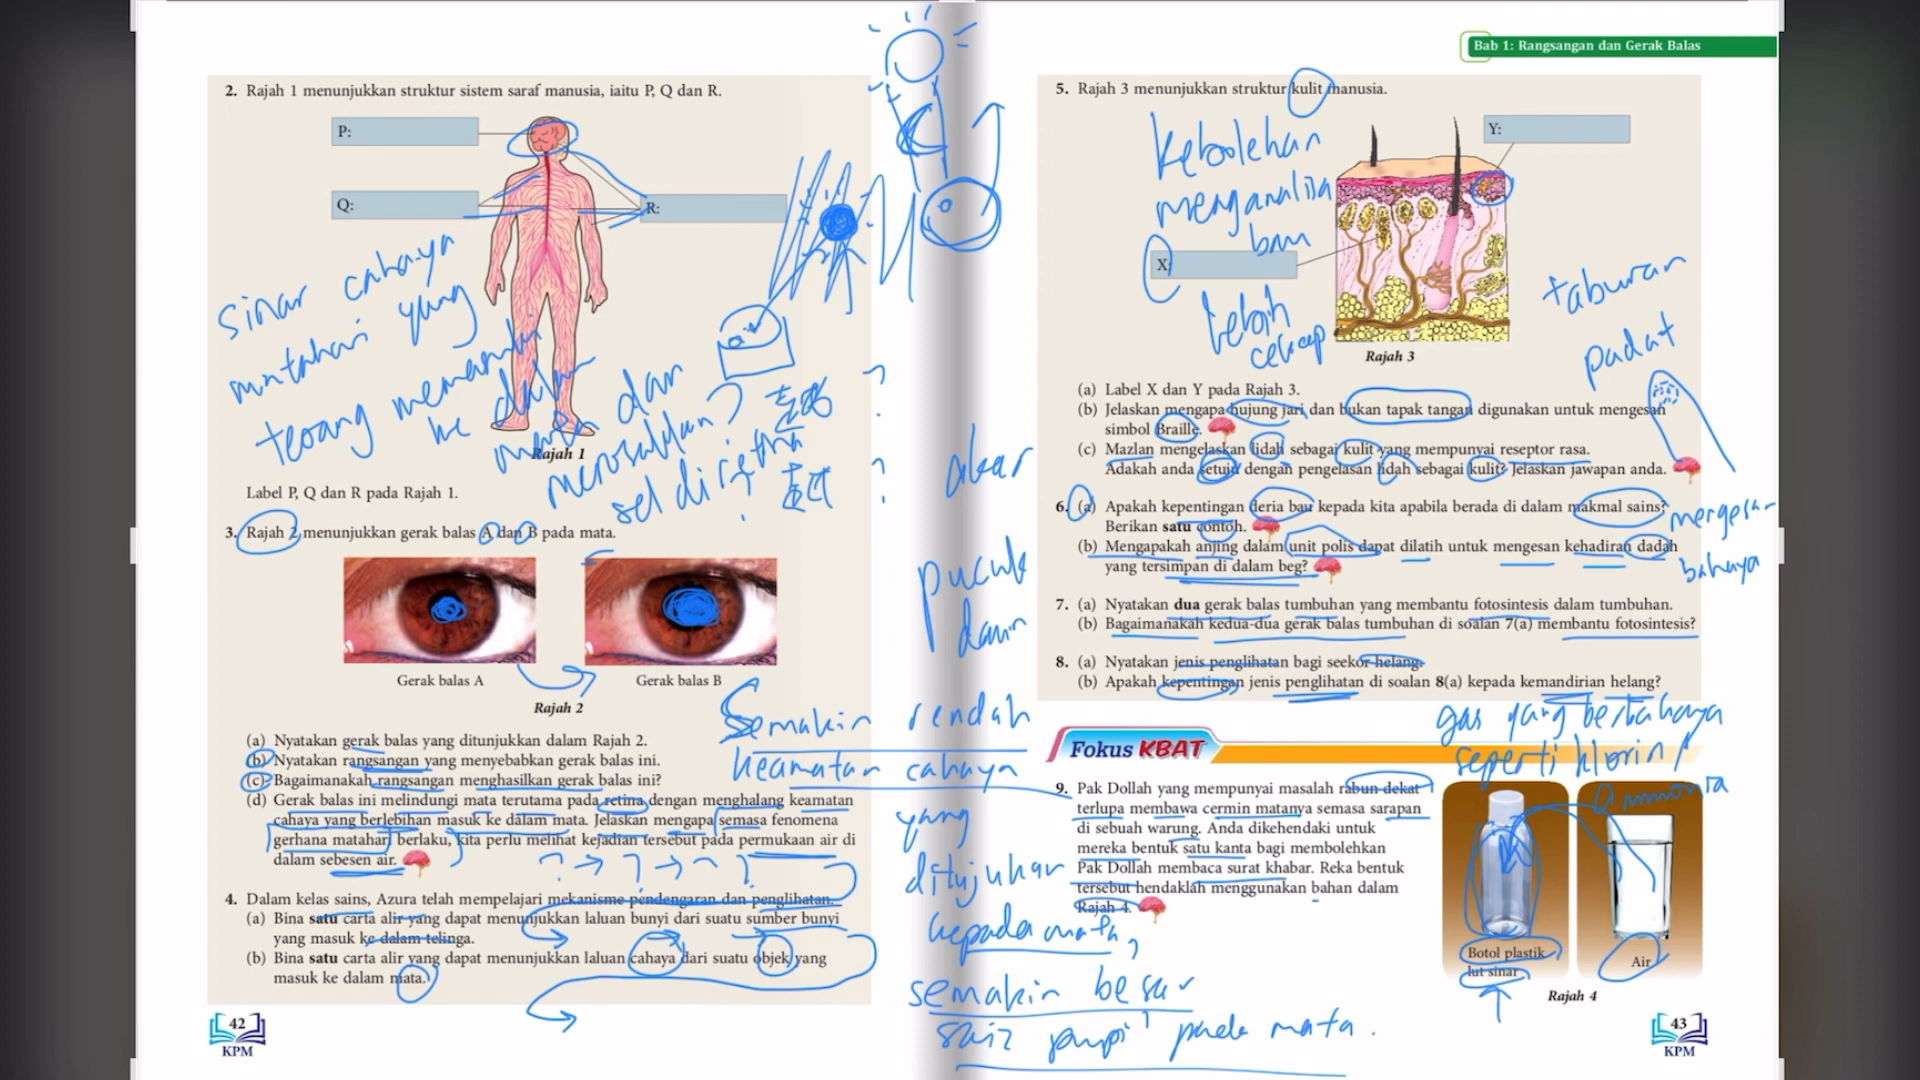 2. Rajah 1 menunjukkan struktur sistem saraf manusia, iaitu P, Q dan R.
P:
Q:
R:
sinar cahaya
matahari yang
terang memasuki
ke dalam
mata dan
merosakkan
sel di retina
Rajah 1
Label P, Q dan R pada Rajah 1.
3. Rajah 2 menunjukkan gerak balas A dan B pada mata.
Gerak balas A
Gerak balas B
Rajah 2
(a) Nyatakan gerak balas yang ditunjukkan dalam Rajah 2.
(b) Nyatakan rangsangan yang menyebabkan gerak balas ini.
(c) Bagaimanakah rangsangan menghasilkan gerak balas ini?
(d) Gerak balas ini melindungi mata terutama pada retina dengan menghalang keamatan
cahaya yang berlebihan masuk ke dalam mata. Jelaskan mengapa semasa fenomena
gerhana matahari berlaku, kita perlu melihat kejadian tersebut pada permukaan air di
dalam sebesen air.
4. Dalam kelas sains, Azura telah mempelajari mekanisme pendengaran dan penglihatan.
(a) Bina satu carta alir yang dapat menunjukkan laluan bunyi dari suatu sumber bunyi
yang masuk ke dalam telinga.
(b) Bina satu carta alir yang dapat menunjukkan laluan cahaya dari suatu objek yang
masuk ke dalam mata.
42
KPM
akar
pucuk
daun
Semakin rendah
keamatan cahaya
yang
ditujukan
kepada mata,
semakin besar
saiz pupil pada mata.
Bab 1: Rangsangan dan Gerak Balas
5. Rajah 3 menunjukkan struktur kulit manusia.
Kebolehan
menganalisa
bau
lebih
cekap
X:
Y:
taburan
padat
Rajah 3
(a) Label X dan Y pada Rajah 3.
(b) Jelaskan mengapa hujung jari dan bukan tapak tangan digunakan untuk mengesan
simbol Braille.
(c) Mazlan mengelaskan lidah sebagai kulit yang mempunyai reseptor rasa.
Adakah anda setuju dengan pengelasan lidah sebagai kulit? Jelaskan jawapan anda.
6. (a) Apakah kepentingan deria bau kepada kita apabila berada di dalam makmal sains?
Berikan satu contoh.
(b) Mengapakah anjing dalam unit polis dapat dilatih untuk mengesan kehadiran dadah
yang tersimpan di dalam beg?
mengesan
bahaya
7. (a) Nyatakan dua gerak balas tumbuhan yang membantu fotosintesis dalam tumbuhan.
(b) Bagaimanakah kedua-dua gerak balas tumbuhan di soalan 7(a) membantu fotosintesis?
8. (a) Nyatakan jenis penglihatan bagi seekor helang.
(b) Apakah kepentingan jenis penglihatan di soalan 8(a) kepada kemandirian helang?
gas yang berbahaya
seperti klorin /
Ammonia
Fokus KBAT
9. Pak Dollah yang mempunyai masalah rabun dekat
terlupa membawa cermin matanya semasa sarapan
di sebuah warung. Anda dikehendaki untuk
mereka bentuk satu kanta bagi membolehkan
Pak Dollah membaca surat khabar. Reka bentuk
tersebut hendaklah menggunakan bahan dalam
Rajah 4.
Botol plastik
lut sinar
Air
Rajah 4
43
KPM